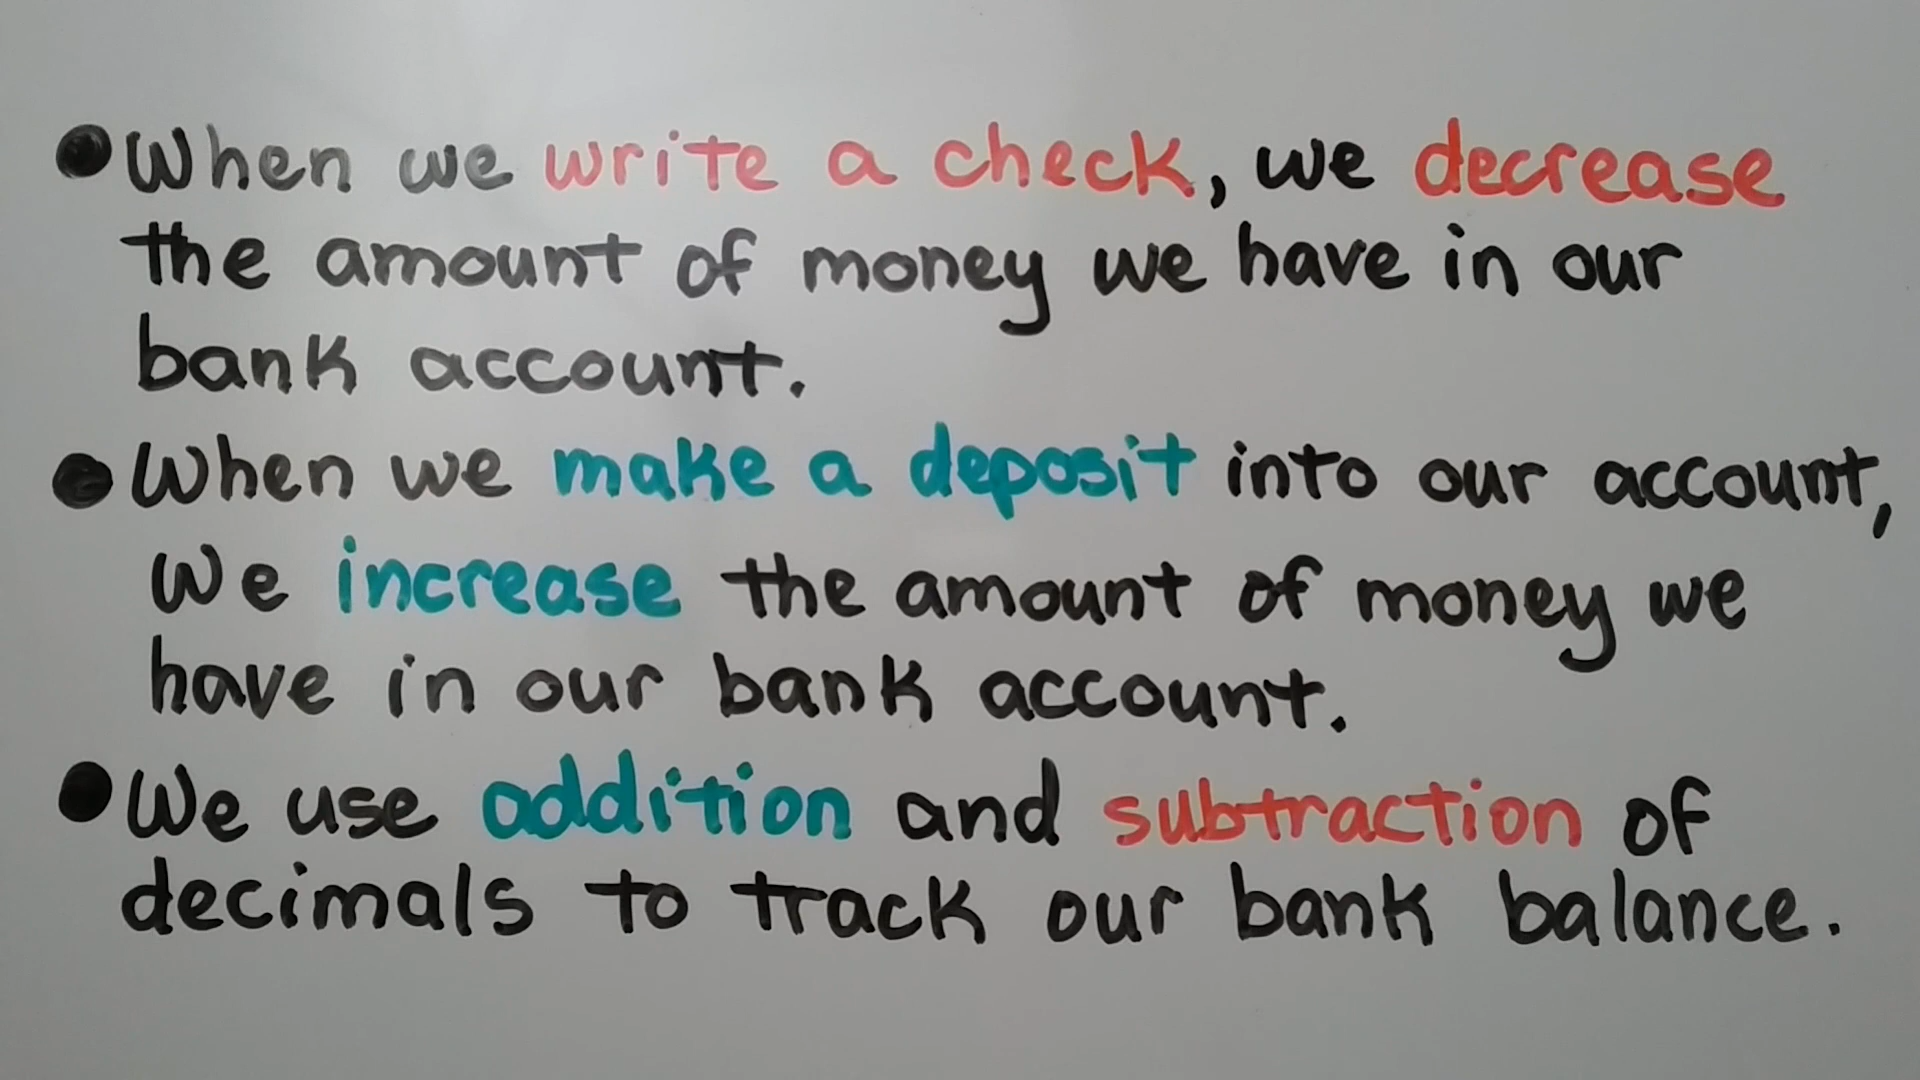 ● When we write a check, we decrease
the amount of money we have in our
bank account.
● When we make a deposit into our account,
We increase the amount of money we
have in our bank account.
● We use addition and subtraction of
decimals to track our bank balance.